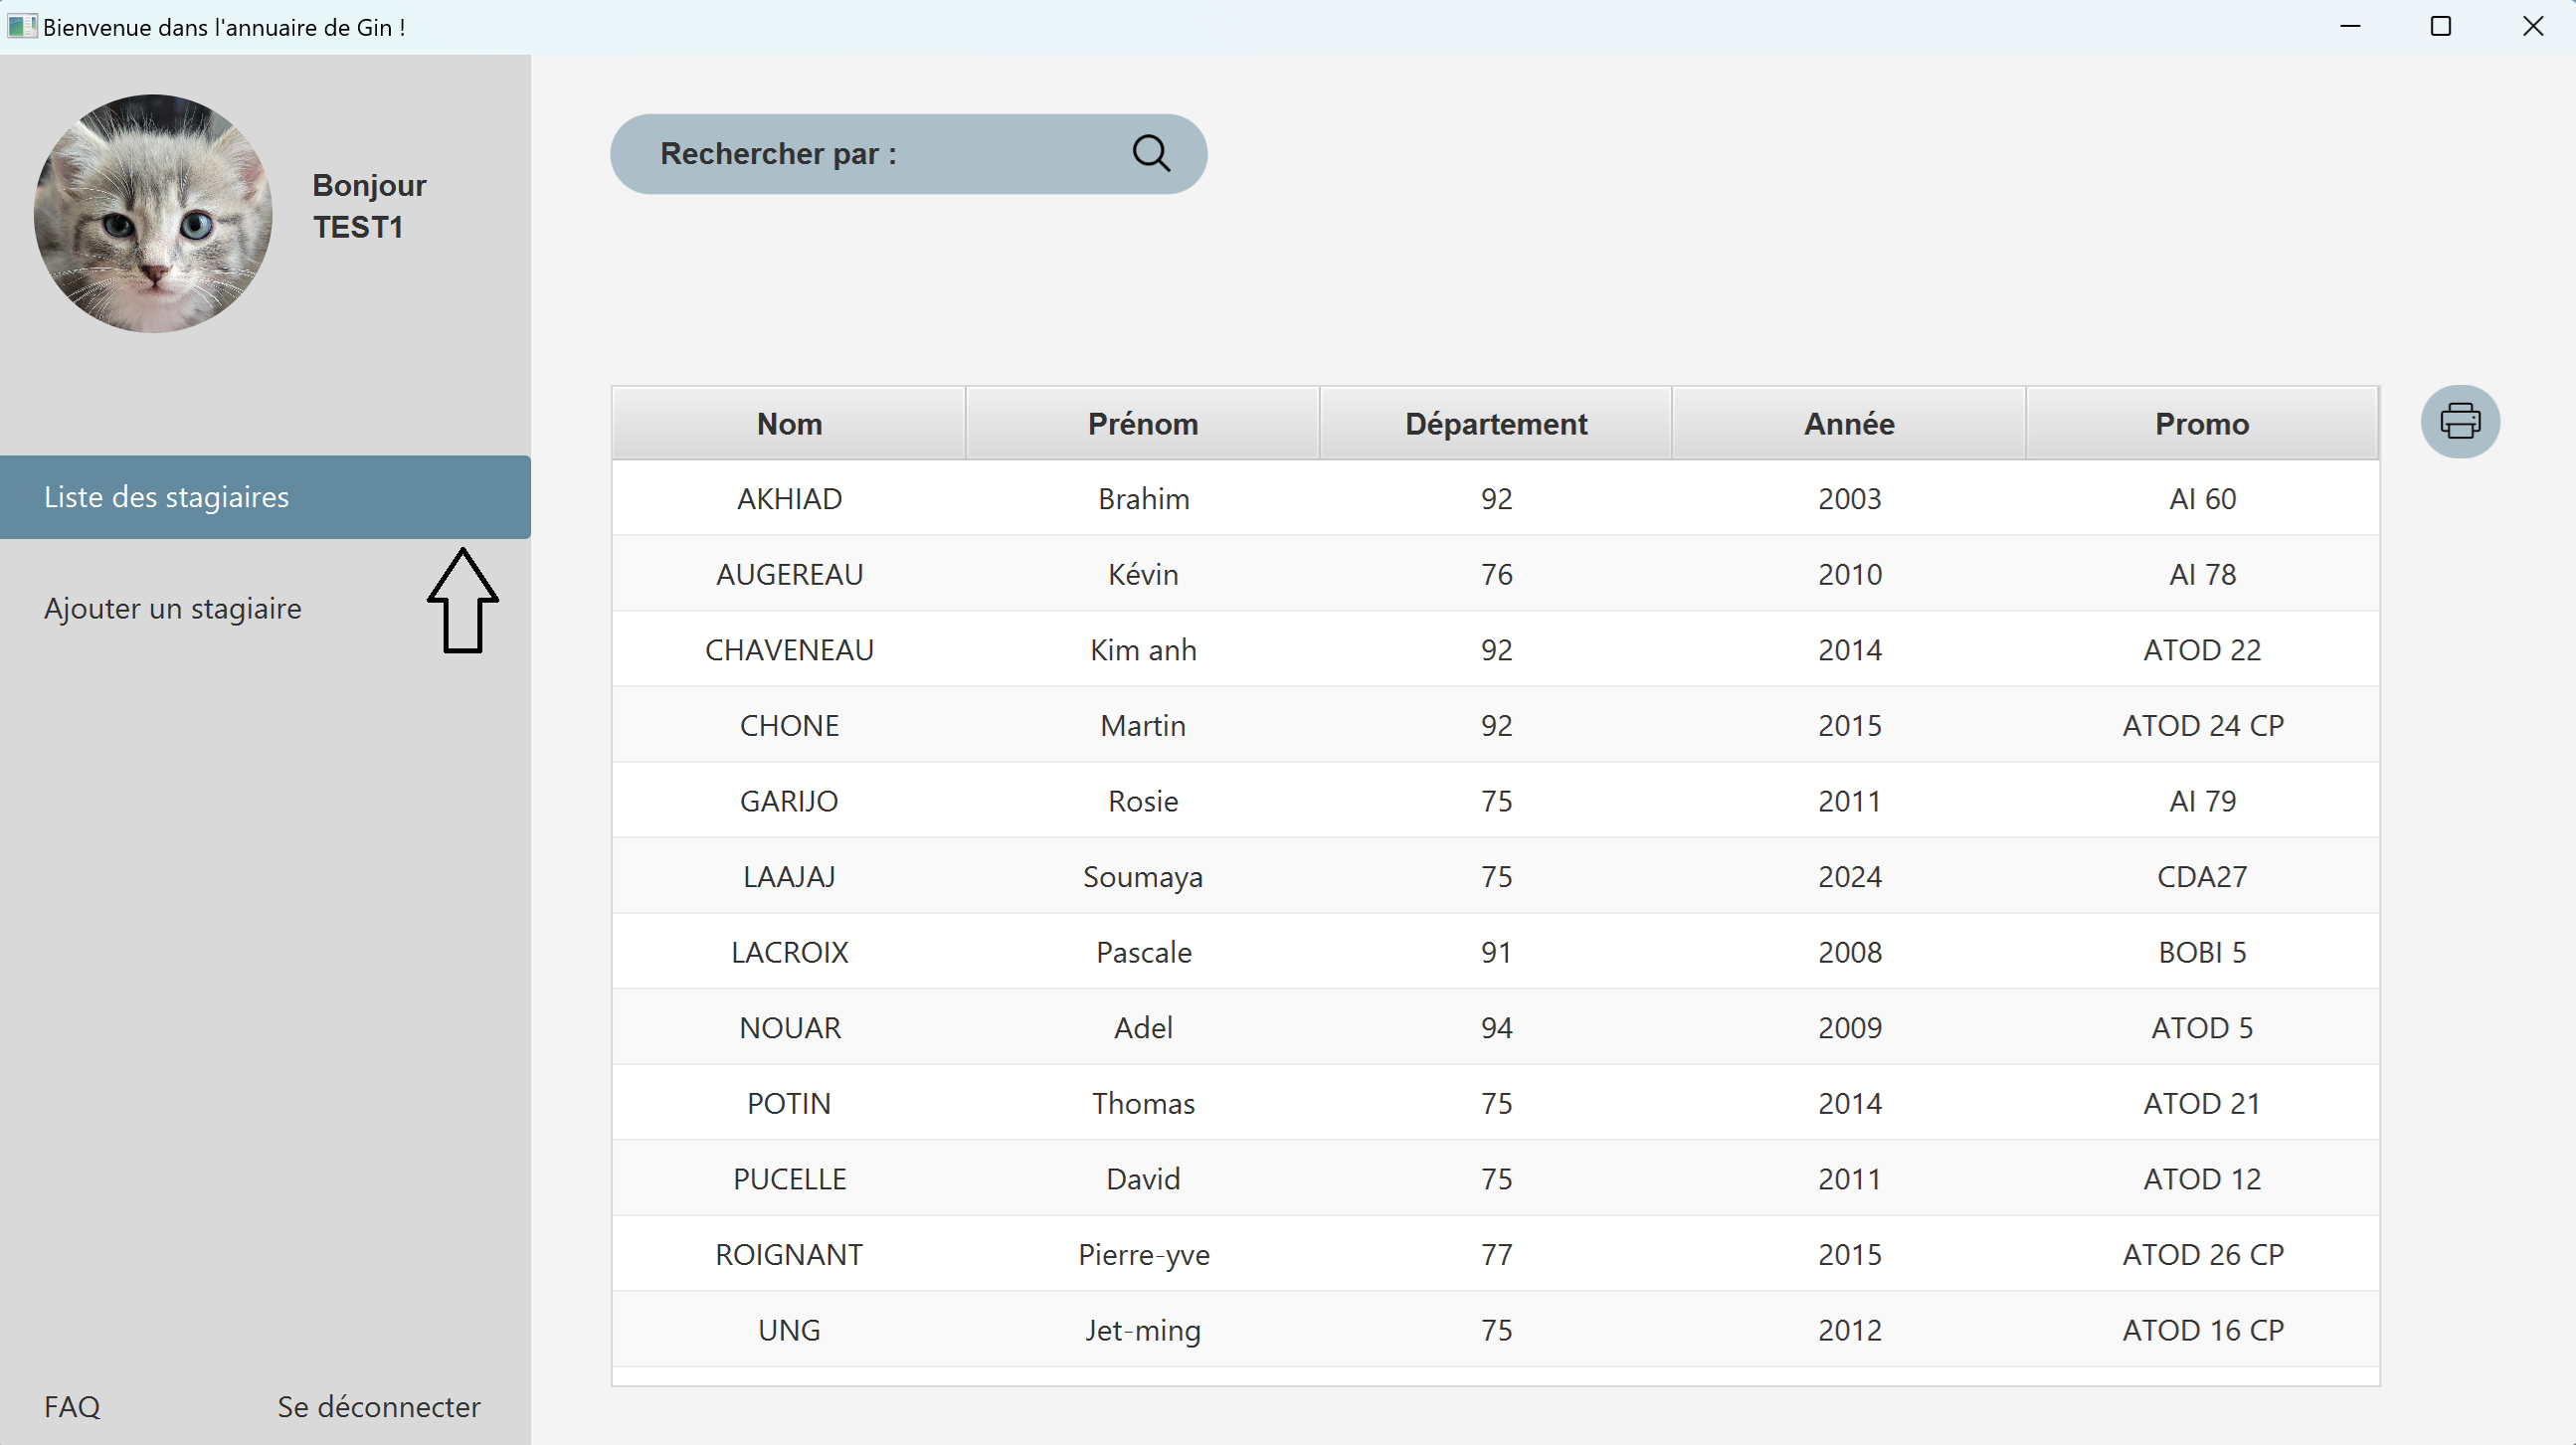 Bienvenue dans l'annuaire de Gin !
Bonjour
TEST1
Liste des stagiaires
Ajouter un stagiaire
FAQ
Se déconnecter
Rechercher par :
Nom Prénom Département Année Promo
AKHIAD Brahim 92 2003 AI 60
AUGEREAU Kévin 76 2010 AI 78
CHAVENEAU Kim anh 92 2014 ATOD 22
CHONE Martin 92 2015 ATOD 24 CP
GARIJO Rosie 75 2011 AI 79
LAAJAJ Soumaya 75 2024 CDA27
LACROIX Pascale 91 2008 BOBI 5
NOUAR Adel 94 2009 ATOD 5
POTIN Thomas 75 2014 ATOD 21
PUCELLE David 75 2011 ATOD 12
ROIGNANT Pierre-yve 77 2015 ATOD 26 CP
UNG Jet-ming 75 2012 ATOD 16 CP